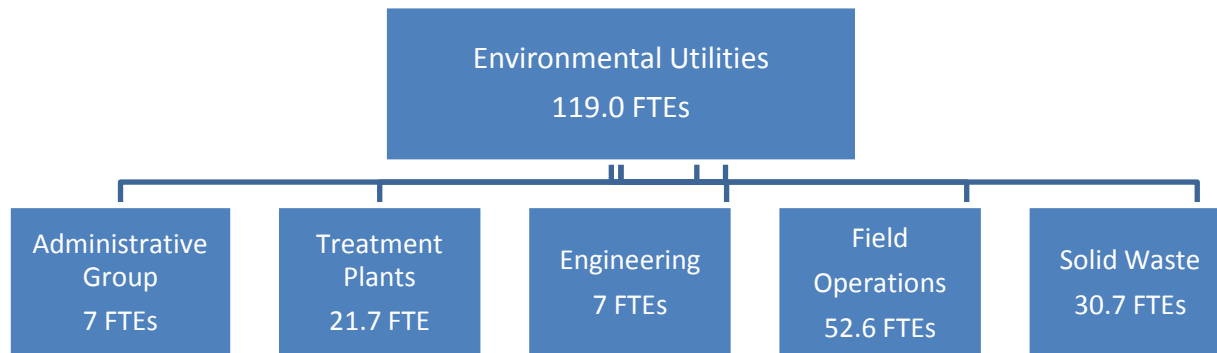 Environmental Utilities
119.0 FTEs
Administrative
Group
7 FTEs
Treatment
Plants
21.7 FTE
Engineering
7 FTEs
Field
Operations
52.6 FTEs
Solid Waste
30.7 FTEs